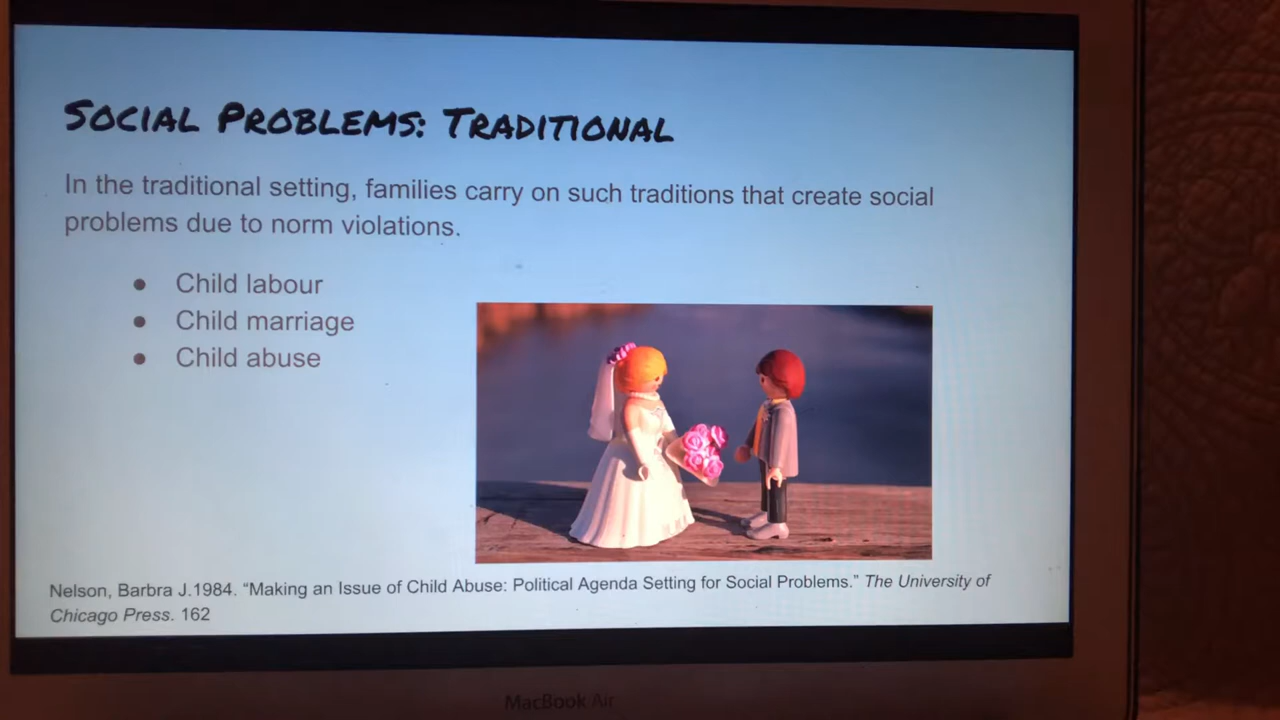 Social Problems: Traditional
In the traditional setting, families carry on such traditions that create social
problems due to norm violations.
● Child labour
● Child marriage
● Child abuse
Nelson, Barbra J.1984. “Making an Issue of Child Abuse: Political Agenda Setting for Social Problems.” The University of
Chicago Press. 162
MacBook Air